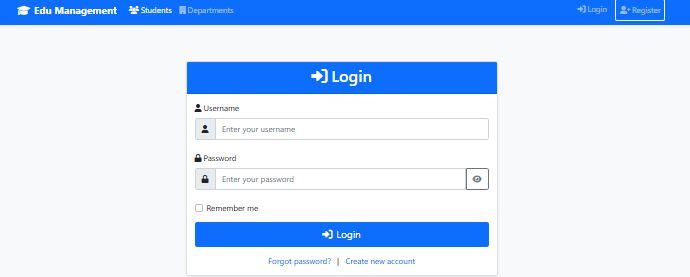 Edu Management Students Departments Login Register
Login
Username
Enter your username
Password
Enter your password
Remember me
Login
Forgot password? | Create new account